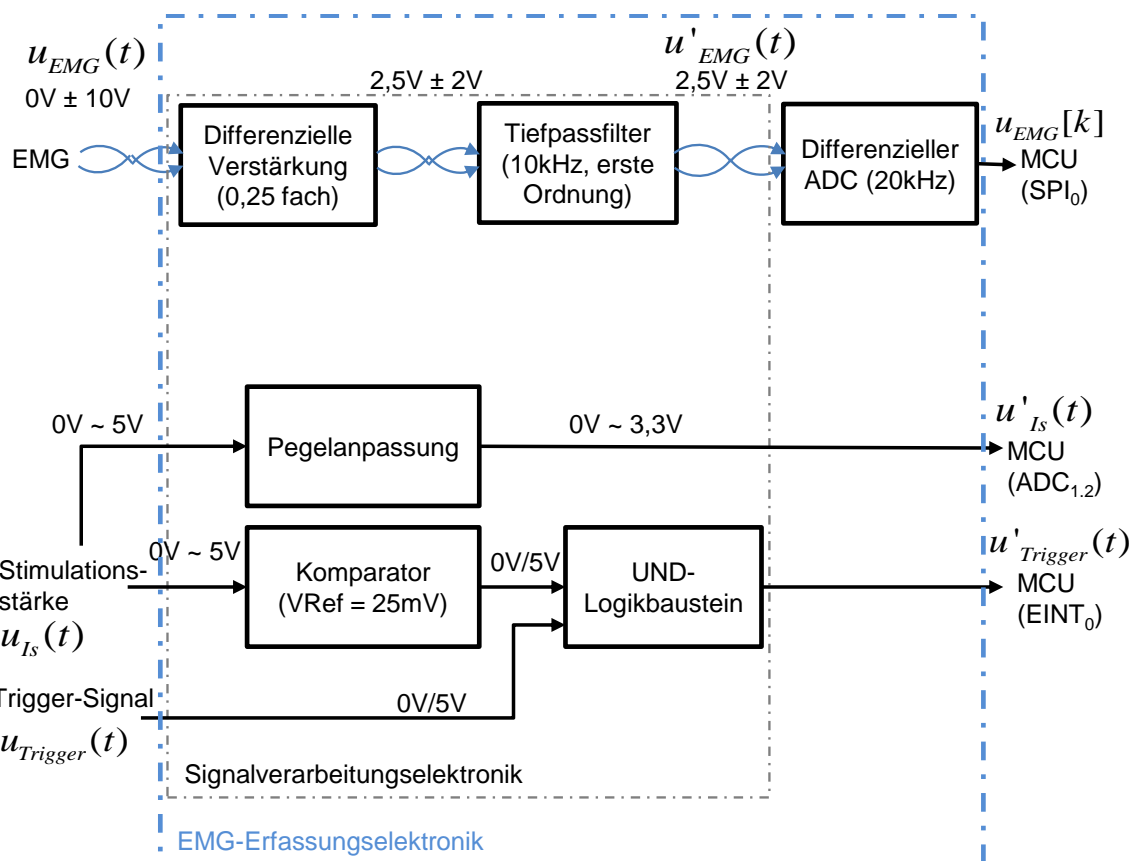 u_EMG(t)
0V ± 10V
EMG
Differenzielle
Verstärkung
(0,25 fach)
2,5V ± 2V
Tiefpassfilter
(10kHz, erste
Ordnung)
u'_EMG(t)
2,5V ± 2V
Differenzieller
ADC (20kHz)
u_EMG[k]
MCU
(SPI₀)
0V ~ 5V
Pegelanpassung
0V ~ 3,3V
u'_Is(t)
MCU
(ADC₁.₂)
Stimulations-
stärke
u_Is(t)
0V ~ 5V
Komparator
(VRef = 25mV)
0V/5V
UND-
Logikbaustein
u'_Trigger(t)
MCU
(EINT₀)
Trigger-Signal
u_Trigger(t)
0V/5V
Signalverarbeitungselektronik
EMG-Erfassungselektronik